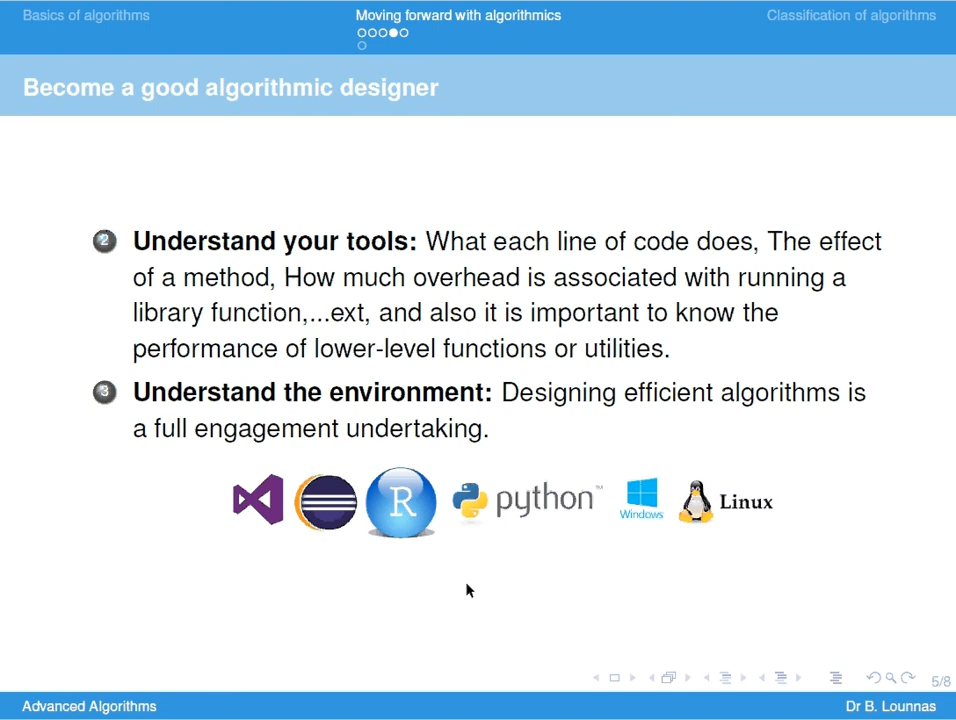 Basics of algorithms
Moving forward with algorithmics
Classification of algorithms
Become a good algorithmic designer
2 Understand your tools: What each line of code does, The effect
of a method, How much overhead is associated with running a
library function,...ext, and also it is important to know the
performance of lower-level functions or utilities.
3 Understand the environment: Designing efficient algorithms is
a full engagement undertaking.
R
python™
Windows
Linux
5/8
Advanced Algorithms
Dr B. Lounnas